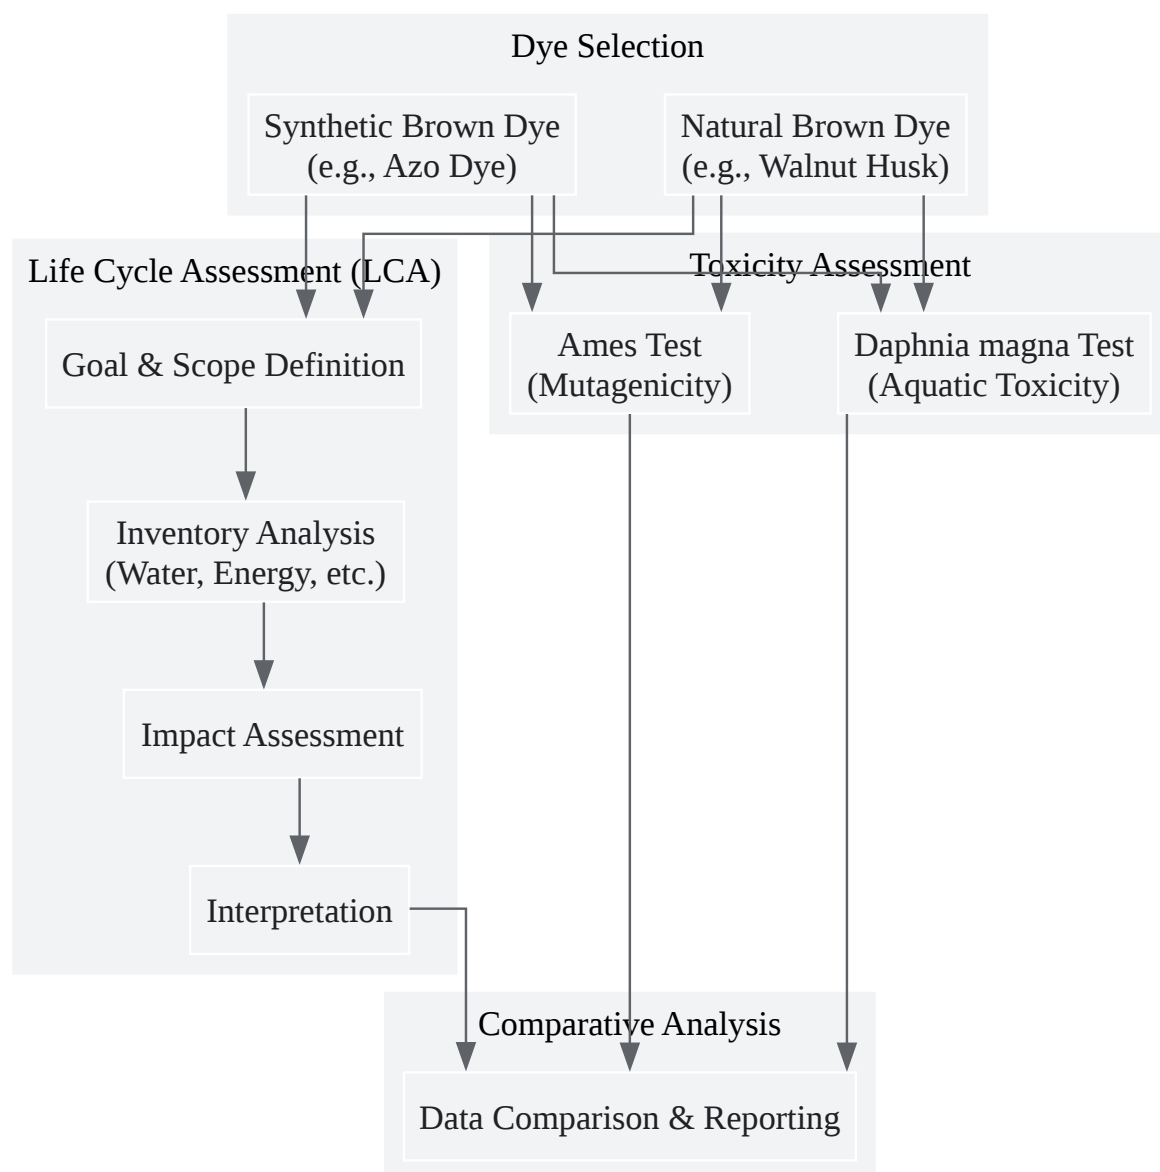 Dye Selection
Synthetic Brown Dye
(e.g., Azo Dye)
Natural Brown Dye
(e.g., Walnut Husk)
Life Cycle Assessment (LCA)
Goal & Scope Definition
Inventory Analysis
(Water, Energy, etc.)
Impact Assessment
Interpretation
Toxicity Assessment
Ames Test
(Mutagenicity)
Daphnia magna Test
(Aquatic Toxicity)
Comparative Analysis
Data Comparison & Reporting